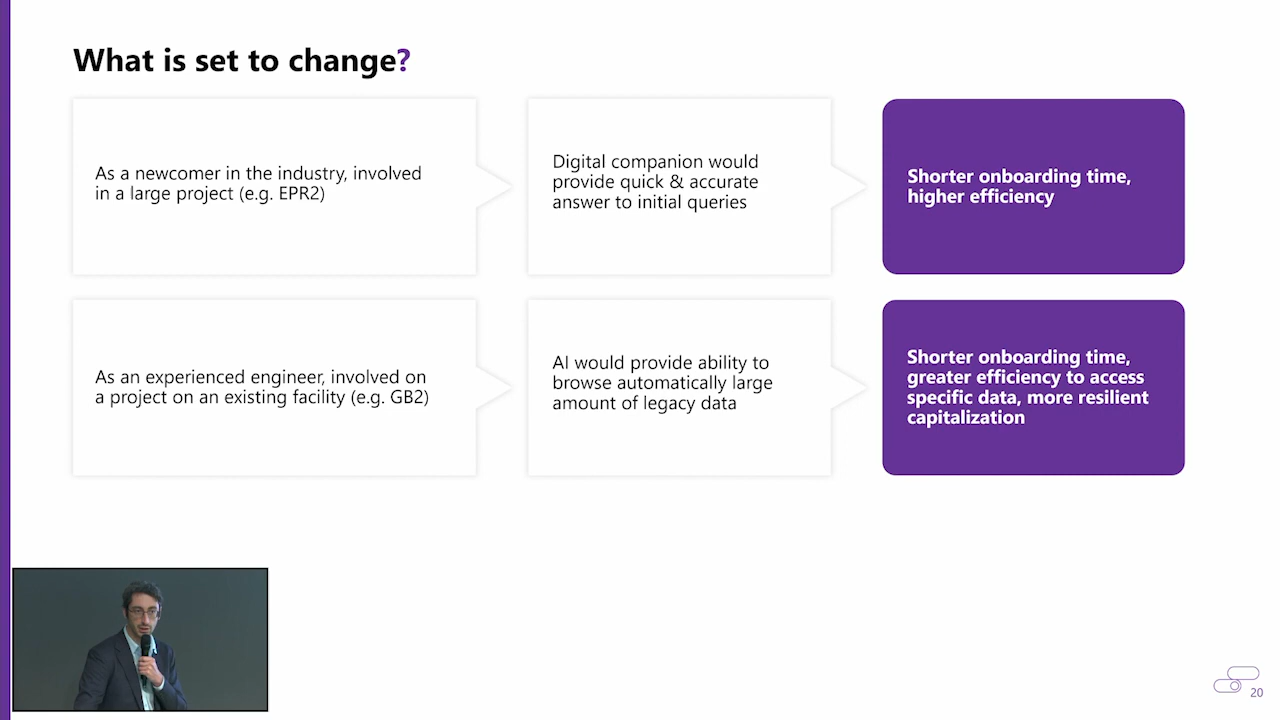 What is set to change?
As a newcomer in the industry, involved
in a large project (e.g. EPR2)
Digital companion would
provide quick & accurate
answer to initial queries
Shorter onboarding time,
higher efficiency
As an experienced engineer, involved on
a project on an existing facility (e.g. GB2)
AI would provide ability to
browse automatically large
amount of legacy data
Shorter onboarding time,
greater efficiency to access
specific data, more resilient
capitalization
20